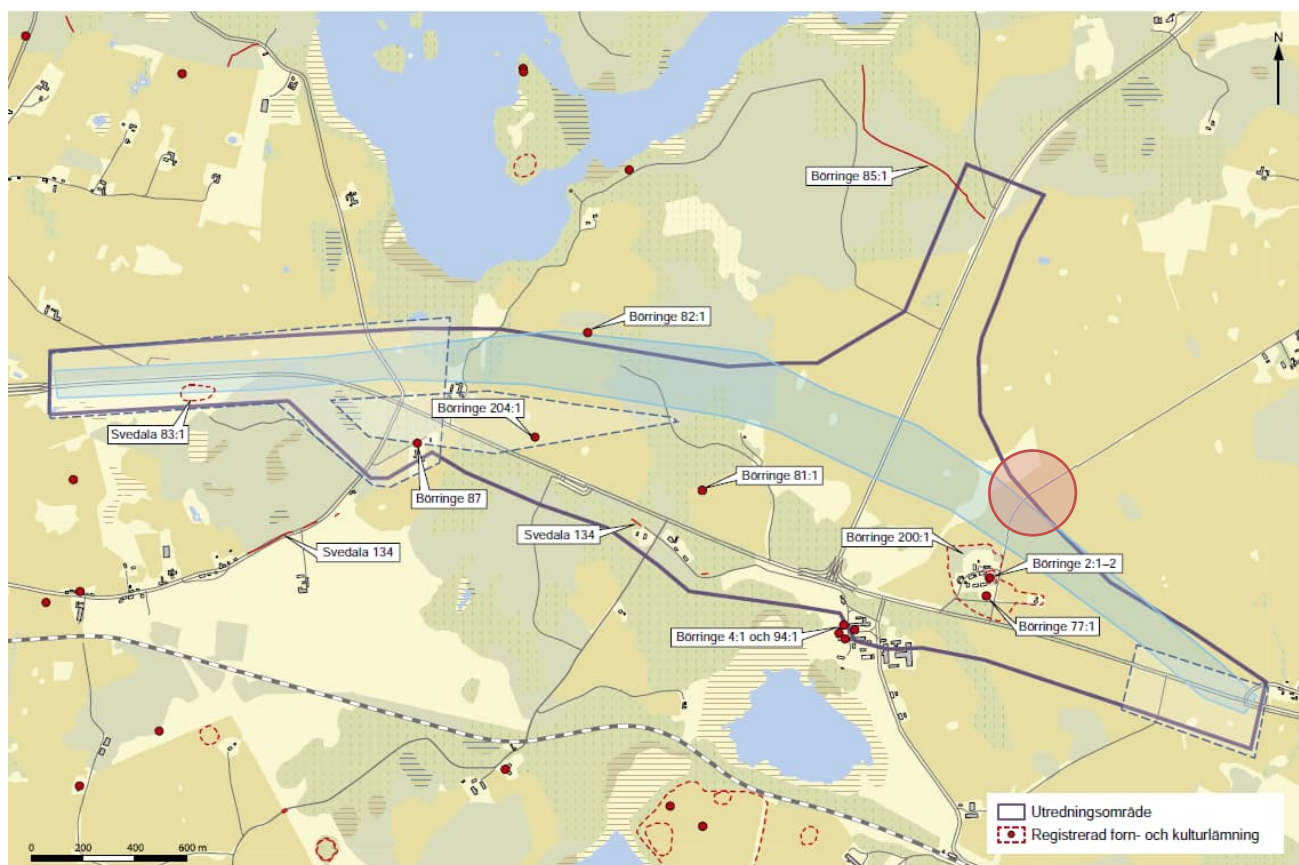 N
Börringe 85:1
Börringe 82:1
Börringe 204:1
Svedala 83:1
Börringe 87
Börringe 81:1
Svedala 134
Svedala 134
Börringe 200:1
Börringe 2:1–2
Börringe 77:1
Börringe 4:1 och 94:1
Utredningsområde
Registrerad forn- och kulturlämning
0 200 400 600 m